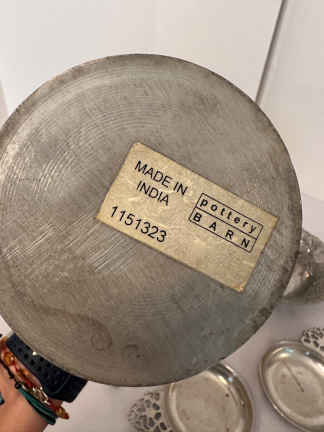 MADE IN
INDIA
1151323
pottery
BARN